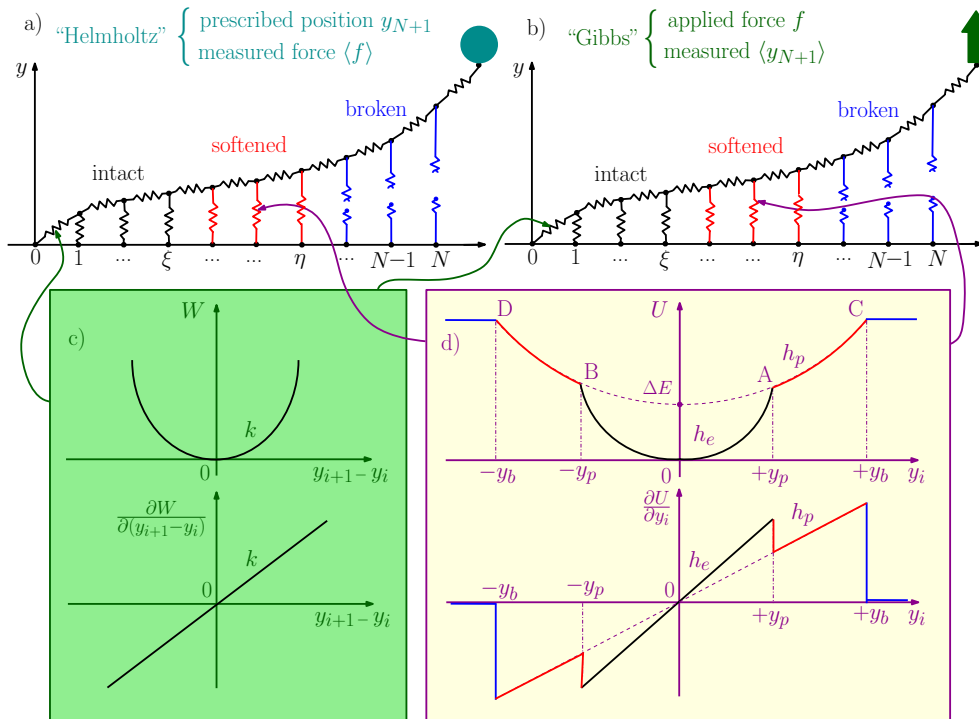 a)
“Helmholtz” { prescribed position y_{N+1}
measured force ⟨f⟩
y
broken
softened
intact
0 1 ... ξ ... ... η ... N−1 N
b)
“Gibbs” { applied force f
measured ⟨y_{N+1}⟩
y
broken
softened
intact
0 1 ... ξ ... ... η ... N−1 N
c)
W
k
0
y_{i+1} − y_i
∂W/∂(y_{i+1}−y_i)
k
0
y_{i+1} − y_i
d)
U
D C
h_p
B A
ΔE
h_e
−y_b −y_p 0 +y_p +y_b y_i
∂U/∂y_i
h_p
h_e
−y_b −y_p 0
+y_p +y_b y_i